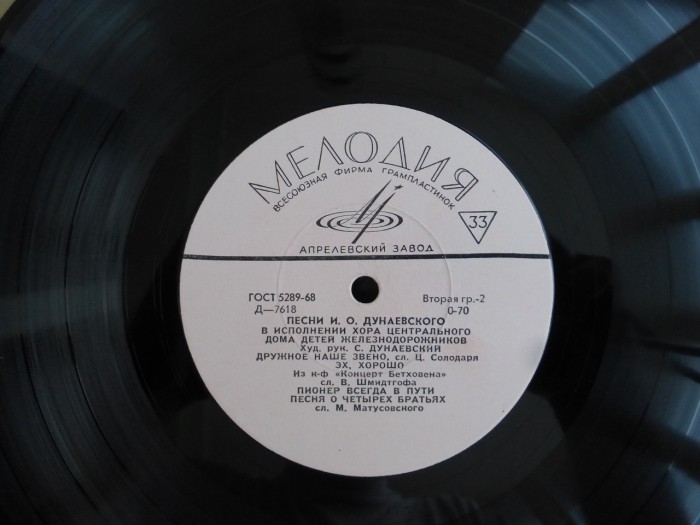 МЕЛОДИЯ
ВСЕСОЮЗНАЯ ФИРМА ГРАМПЛАСТИНОК
33
АПРЕЛЕВСКИЙ ЗАВОД
ГОСТ 5289-68 Вторая гр.-2
Д—7618 0-70
ПЕСНИ И. О. ДУНАЕВСКОГО
В ИСПОЛНЕНИИ ХОРА ЦЕНТРАЛЬНОГО
ДОМА ДЕТЕЙ ЖЕЛЕЗНОДОРОЖНИКОВ
Худ. рук. С. ДУНАЕВСКИЙ
ДРУЖНОЕ НАШЕ ЗВЕНО, сл. Ц. Солодаря
ЭХ, ХОРОШО
Из к-ф «Концерт Бетховена»
сл. В. Шмидтгофа
ПИОНЕР ВСЕГДА В ПУТИ
ПЕСНЯ О ЧЕТЫРЕХ БРАТЬЯХ
сл. М. Матусовского